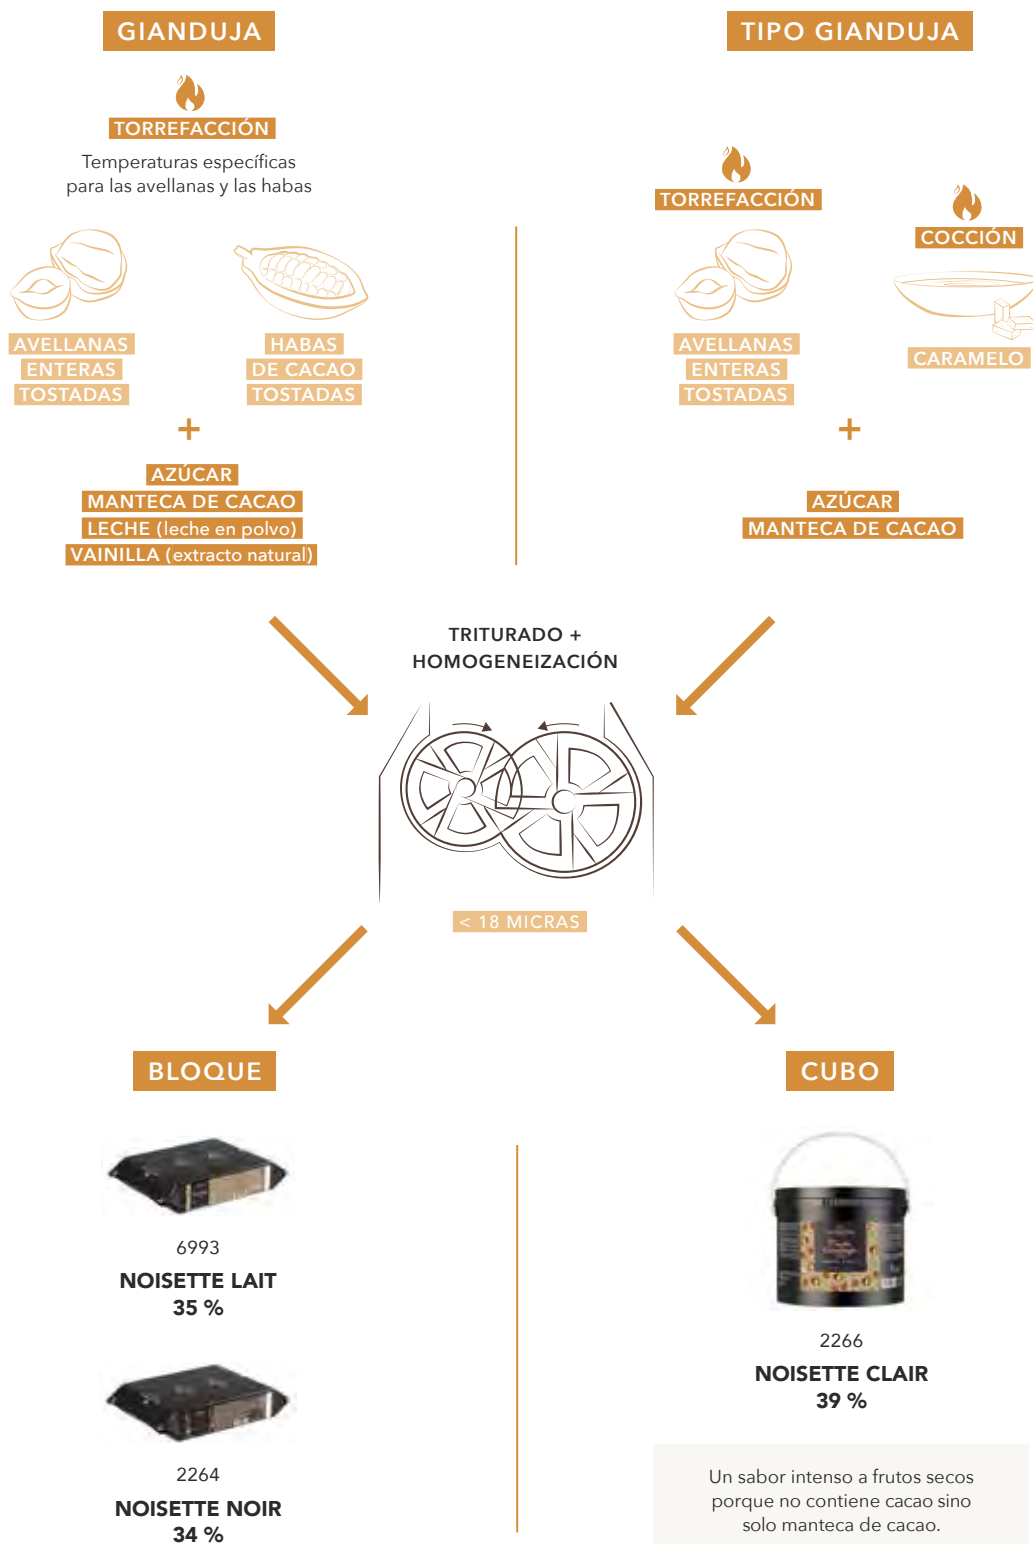 GIANDUJA
TORREFACCIÓN
Temperaturas específicas
para las avellanas y las habas
AVELLANAS
ENTERAS
TOSTADAS
HABAS
DE CACAO
TOSTADAS
+
AZÚCAR
MANTECA DE CACAO
LECHE (leche en polvo)
VAINILLA (extracto natural)
TIPO GIANDUJA
TORREFACCIÓN
COCCIÓN
AVELLANAS
ENTERAS
TOSTADAS
CARAMELO
+
AZÚCAR
MANTECA DE CACAO
TRITURADO +
HOMOGENEIZACIÓN
< 18 MICRAS
BLOQUE
6993
NOISETTE LAIT
35 %
2264
NOISETTE NOIR
34 %
CUBO
2266
NOISETTE CLAIR
39 %
Un sabor intenso a frutos secos
porque no contiene cacao sino
solo manteca de cacao.